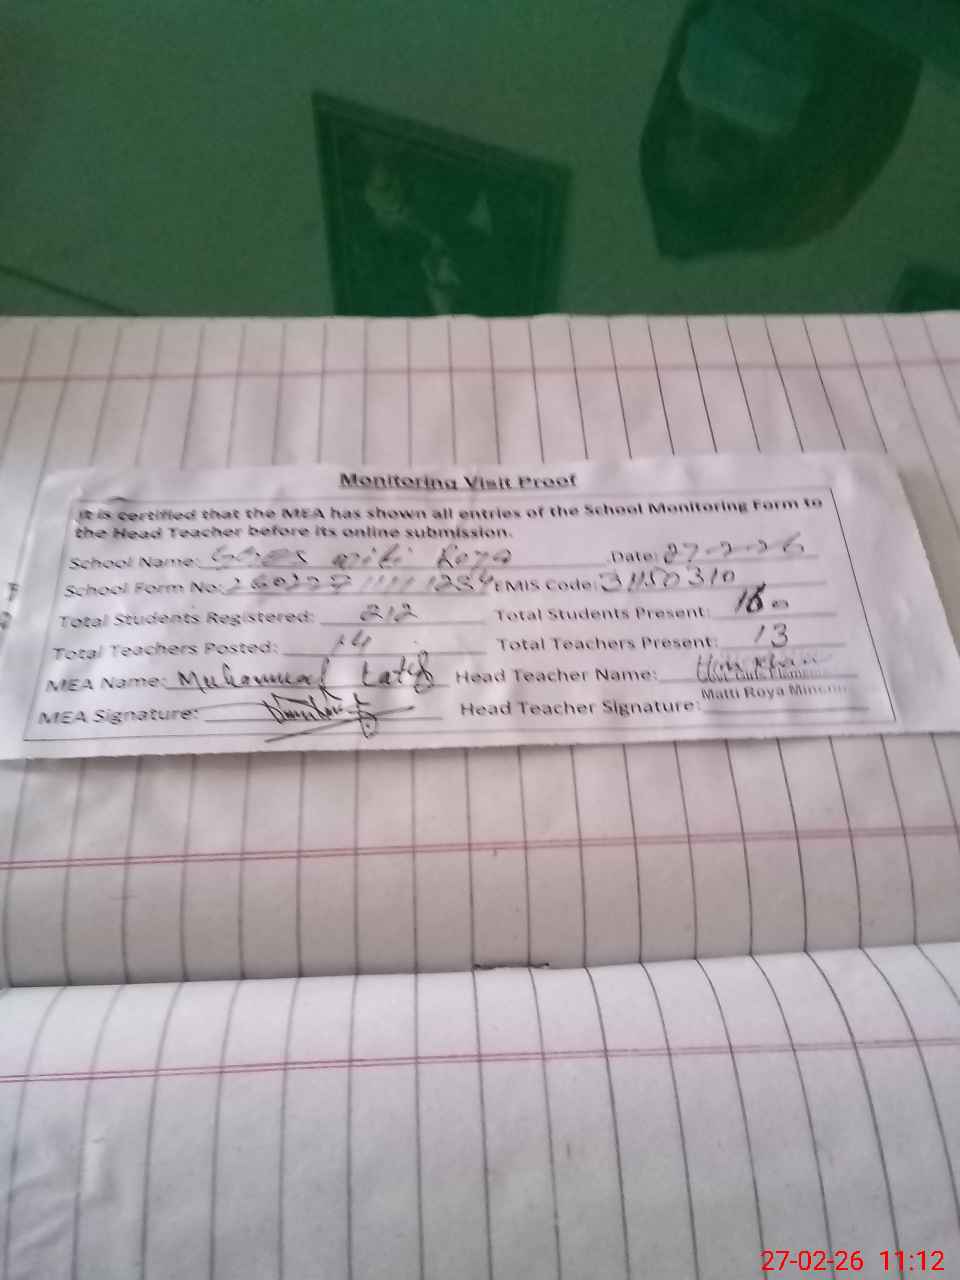 Monitoring Visit Proof
It is certified that the MEA has shown all entries of the School Monitoring Form to
the Head Teacher before its online submission.
School Name: Roya Date: 27-2-26
School Form No: EMIS Code: 31150310
Total Students Registered: 212 Total Students Present:
Total Teachers Posted: 14 Total Teachers Present: 13
MEA Name: Muhammad Latif Head Teacher Name:
Matti Roya
MEA Signature: Head Teacher Signature:
27-02-26 11:12